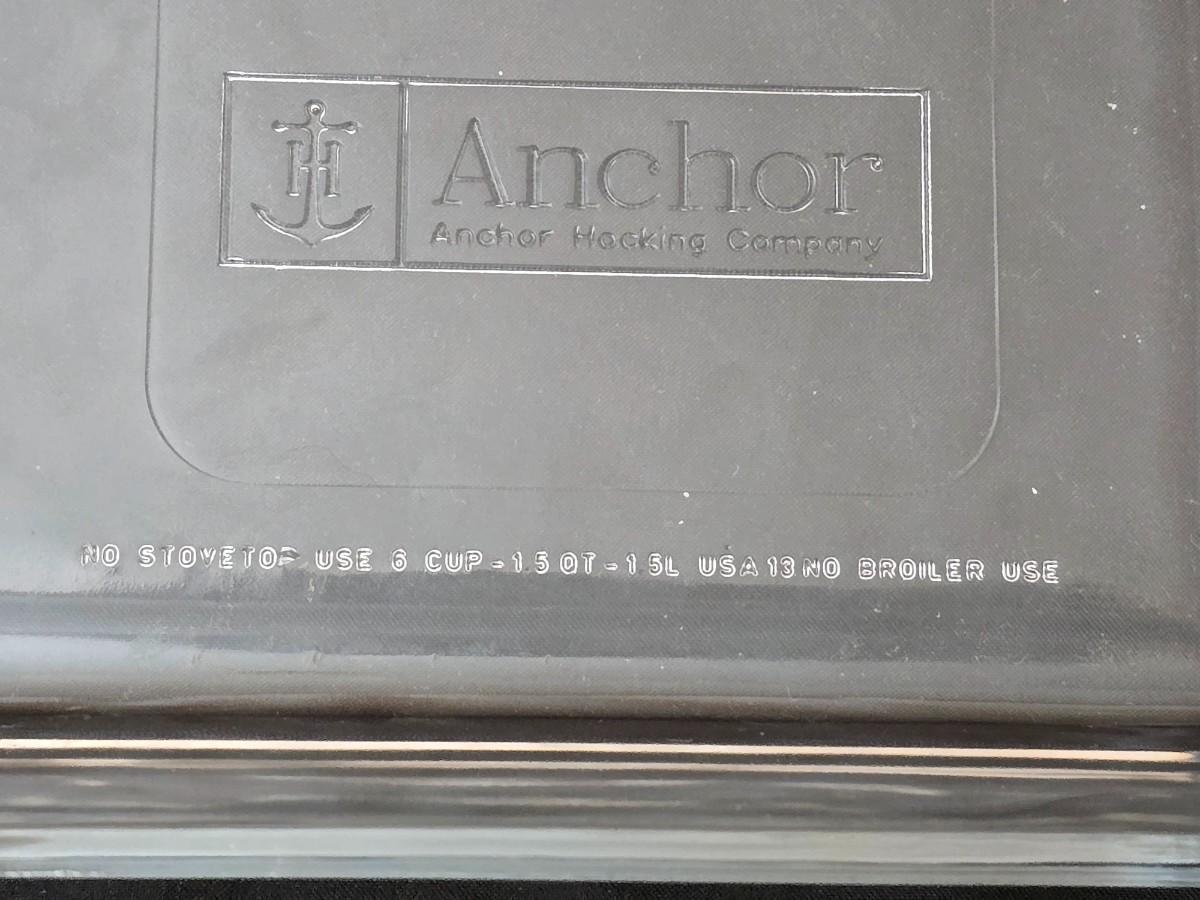 H
Anchor
Anchor Hocking Company
NO STOVETOP USE 6 CUP - 1.5 QT - 1.5L USA 13 NO BROILER USE